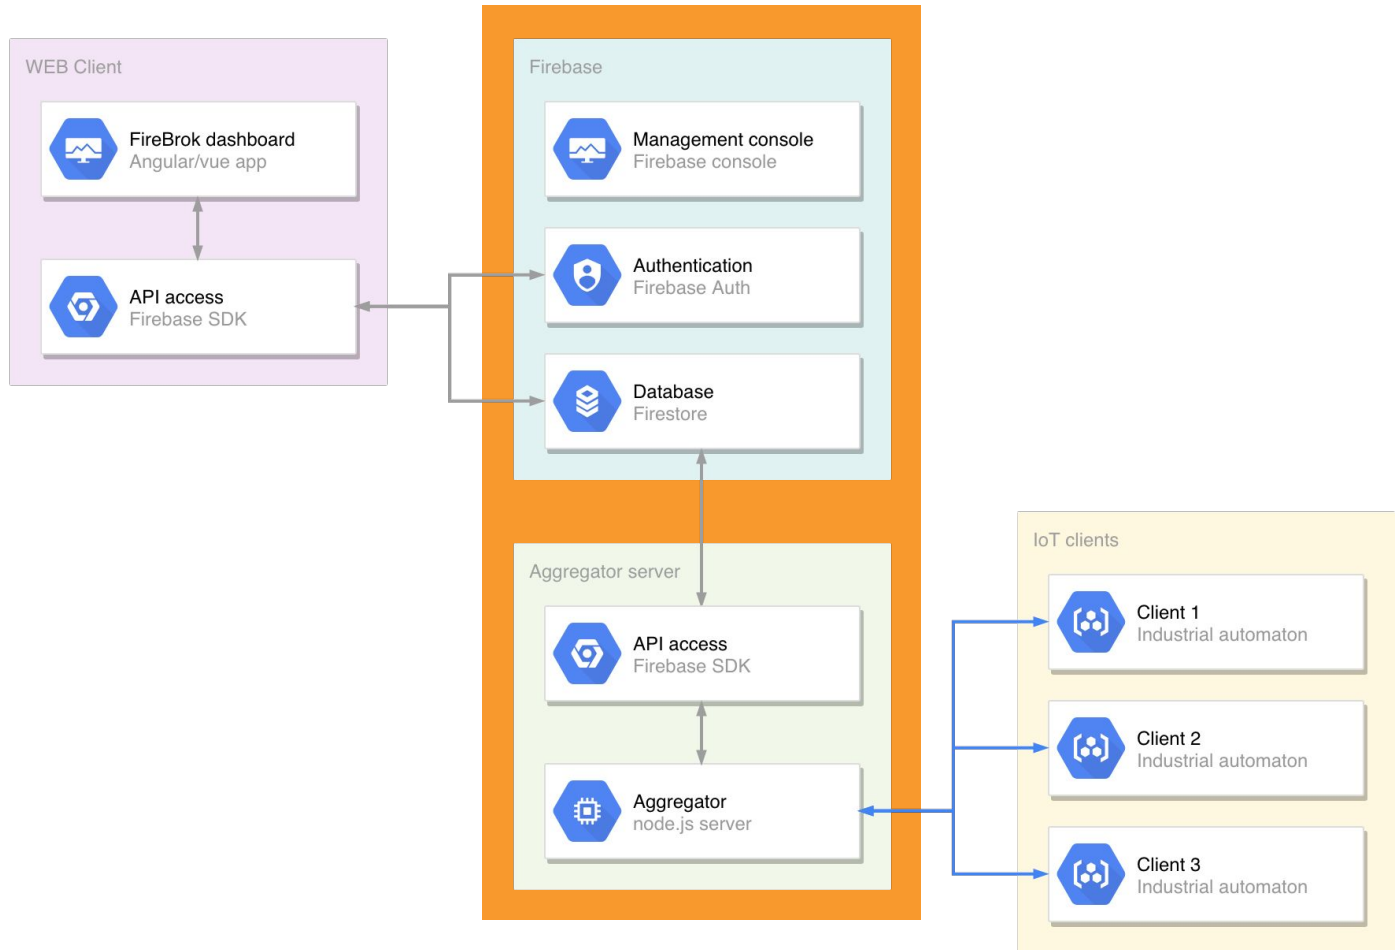 WEB Client
FireBrok dashboard
Angular/vue app
API access
Firebase SDK
Firebase
Management console
Firebase console
Authentication
Firebase Auth
Database
Firestore
Aggregator server
API access
Firebase SDK
Aggregator
node.js server
IoT clients
Client 1
Industrial automaton
Client 2
Industrial automaton
Client 3
Industrial automaton